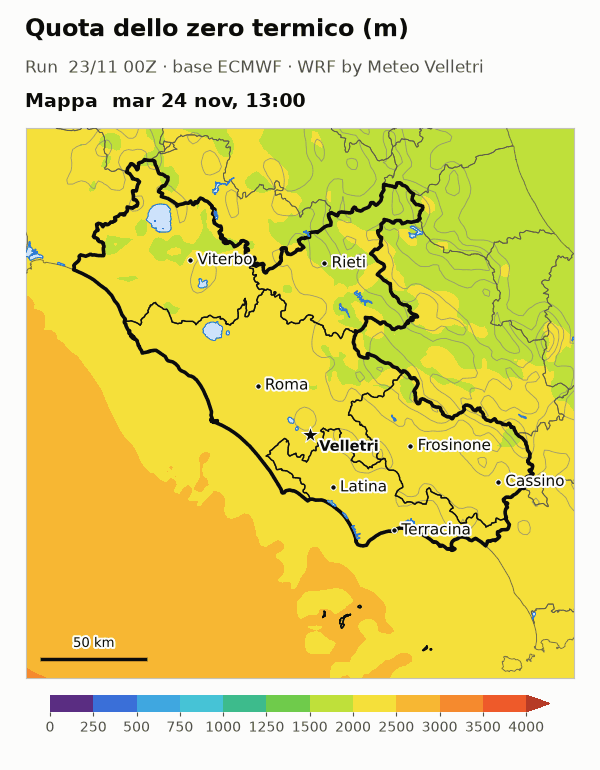 Quota dello zero termico (m)
Run  23/11 00Z · base ECMWF · WRF by Meteo Velletri
Mappa  mar 24 nov, 13:00
Viterbo
Rieti
Roma
Velletri
Frosinone
Cassino
Latina
Terracina
50 km
0 250 500 750 1000 1250 1500 2000 2500 3000 3500 4000